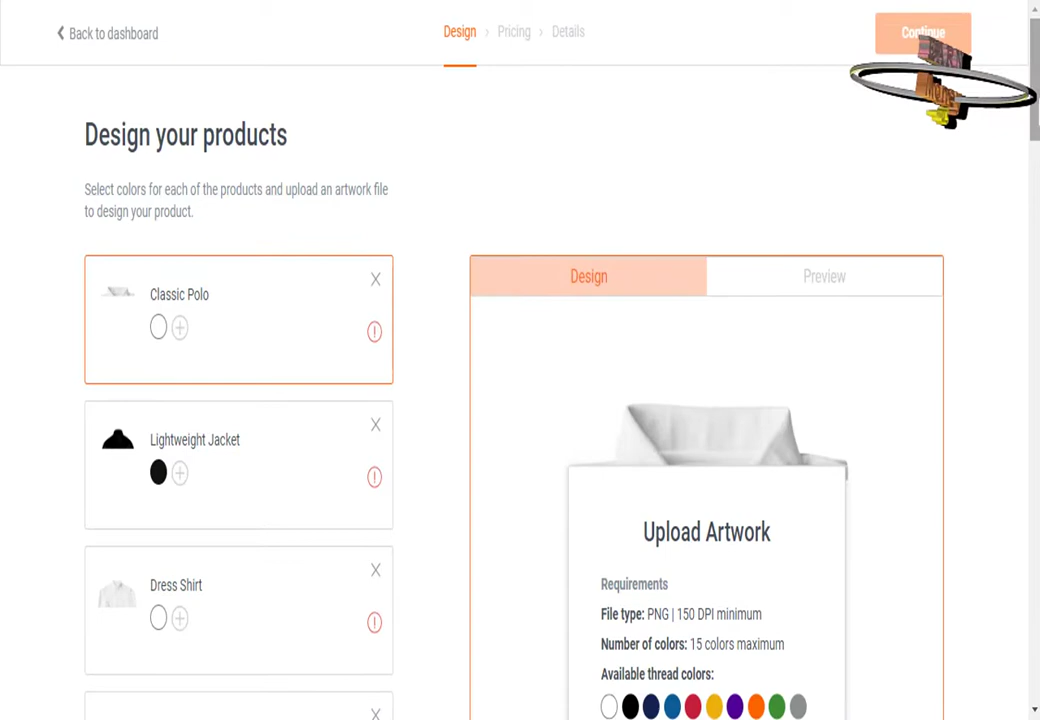 Back to dashboard
Design › Pricing › Details
Continue
Design your products
Select colors for each of the products and upload an artwork file
to design your product.
Classic Polo
Lightweight Jacket
Dress Shirt
Design
Preview
Upload Artwork
Requirements
File type: PNG | 150 DPI minimum
Number of colors: 15 colors maximum
Available thread colors: